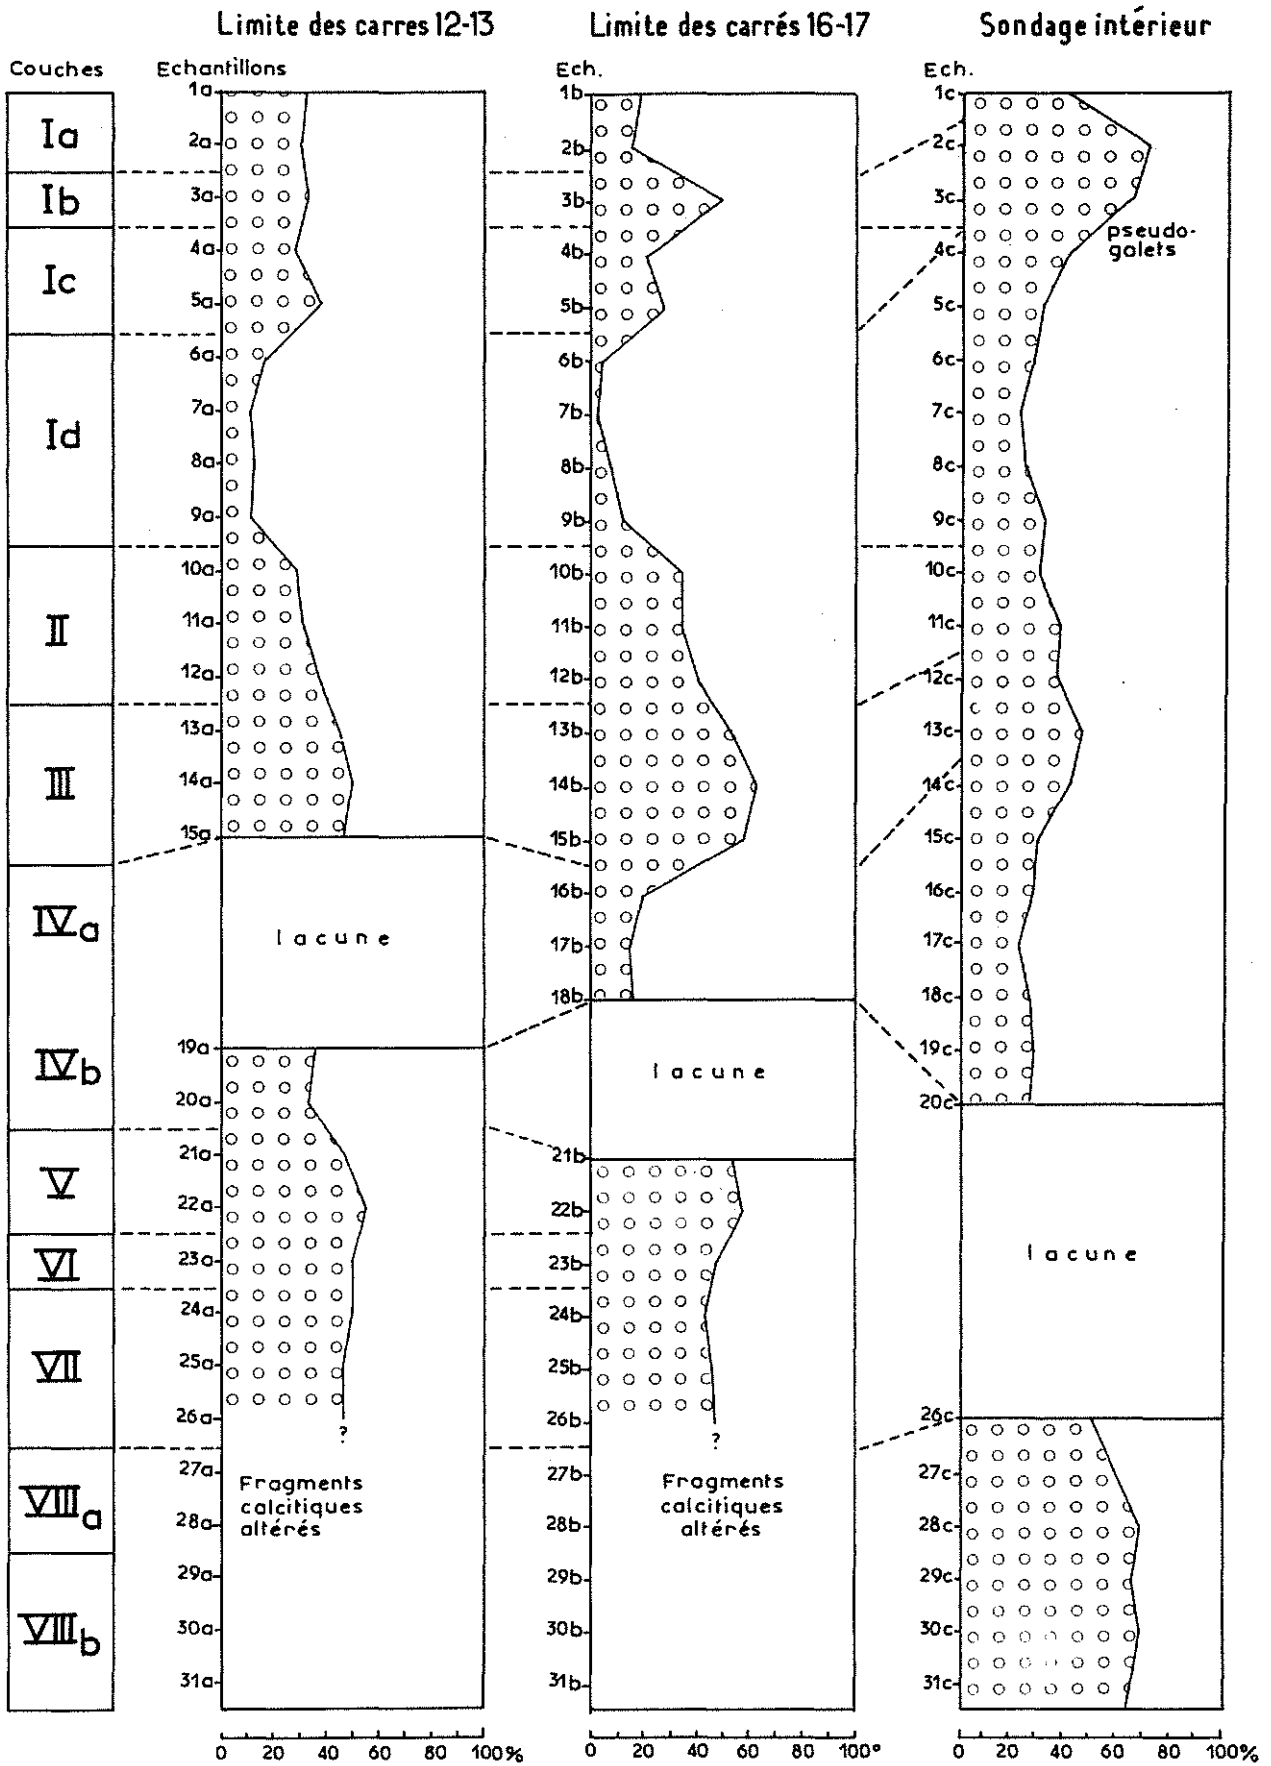 Limite des carres 12-13
Limite des carrés 16-17
Sondage intérieur
Couches
Echantillons
Ech.
Ech.
Ia
Ib
Ic
Id
II
III
IVa
IVb
V
VI
VII
VIIIa
VIIIb
1a
2a
3a
4a
5a
6a
7a
8a
9a
10a
11a
12a
13a
14a
15a
lacune
19a
20a
21a
22a
23a
24a
25a
26a
?
27a
28a
29a
30a
31a
Fragments
calcitiques
altérés
0 20 40 60 80 100%
1b
2b
3b
4b
5b
6b
7b
8b
9b
10b
11b
12b
13b
14b
15b
16b
17b
18b
lacune
21b
22b
23b
24b
25b
26b
?
27b
28b
29b
30b
31b
Fragments
calcitiques
altérés
0 20 40 60 80 100°
1c
2c
3c
4c
5c
6c
7c
8c
9c
10c
11c
12c
13c
14c
15c
16c
17c
18c
19c
20c
pseudo-
galets
lacune
26c
27c
28c
29c
30c
31c
0 20 40 60 80 100%